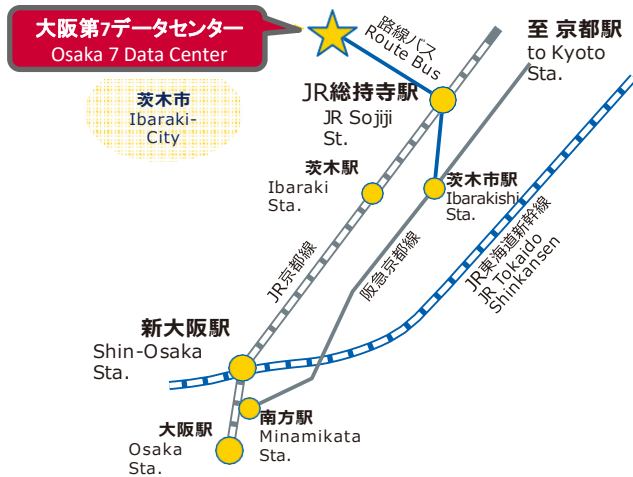 大阪第7データセンター
Osaka 7 Data Center
路線バス
Route Bus
至 京都駅
to Kyoto
Sta.
茨木市
Ibaraki-
City
JR総持寺駅
JR Sojiji
St.
茨木駅
Ibaraki
Sta.
茨木市駅
Ibarakishi
Sta.
JR京都線
阪急京都線
JR東海道新幹線
JR Tokaido
Shinkansen
新大阪駅
Shin-Osaka
Sta.
南方駅
Minamikata
Sta.
大阪駅
Osaka
Sta.